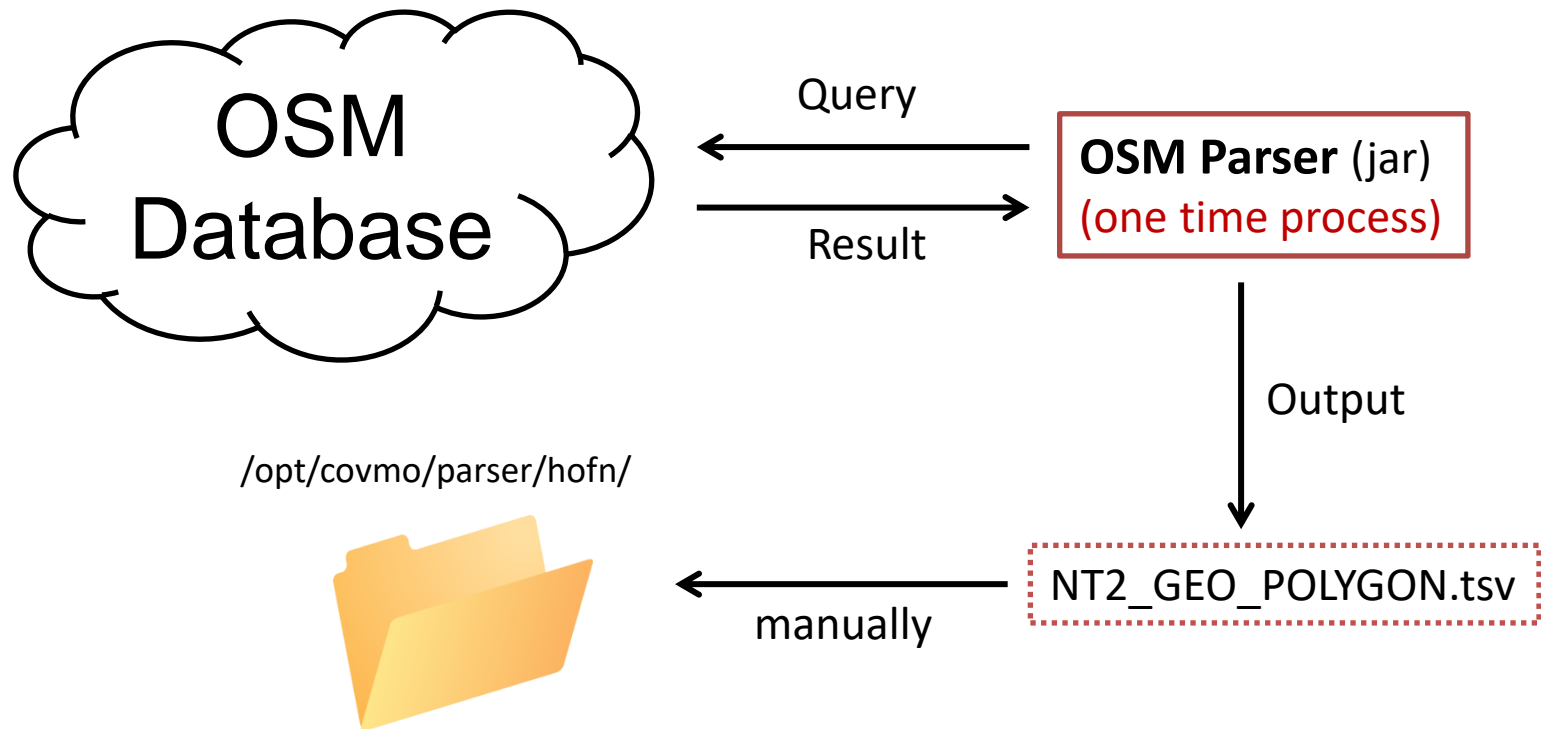 OSM
Database
Query
Result
OSM Parser (jar)
(one time process)
Output
/opt/covmo/parser/hofn/
manually
NT2_GEO_POLYGON.tsv